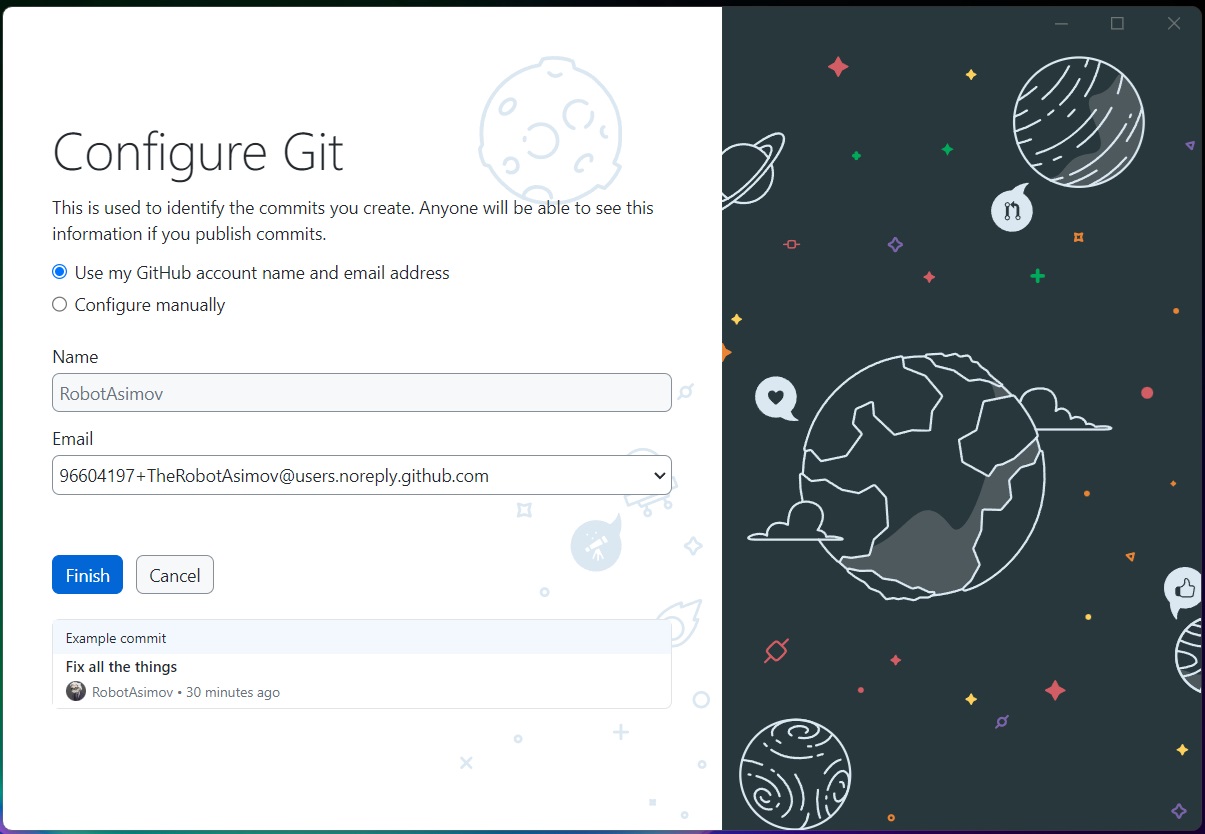 Configure Git
This is used to identify the commits you create. Anyone will be able to see this
information if you publish commits.
Use my GitHub account name and email address
Configure manually
Name
RobotAsimov
Email
96604197+TheRobotAsimov@users.noreply.github.com
Finish Cancel
Example commit
Fix all the things
RobotAsimov • 30 minutes ago